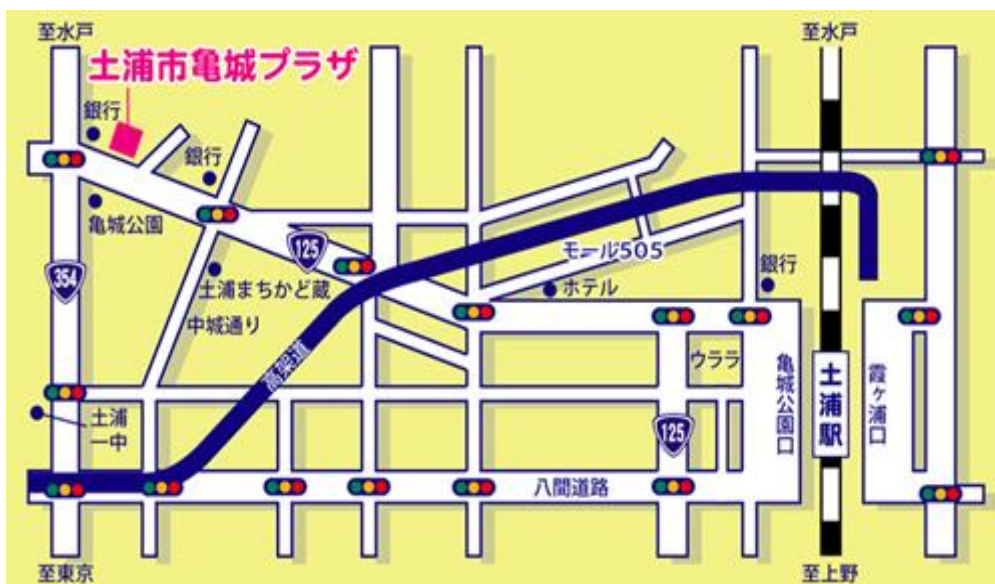 至水戸
至水戸
土浦市亀城プラザ
銀行
銀行
亀城公園
125
モール505
354
土浦まちかど蔵
ホテル
銀行
中城通り
高架道
ウララ
亀城公園口
土浦駅
霞ヶ浦口
土浦
一中
125
八間道路
至東京
至上野